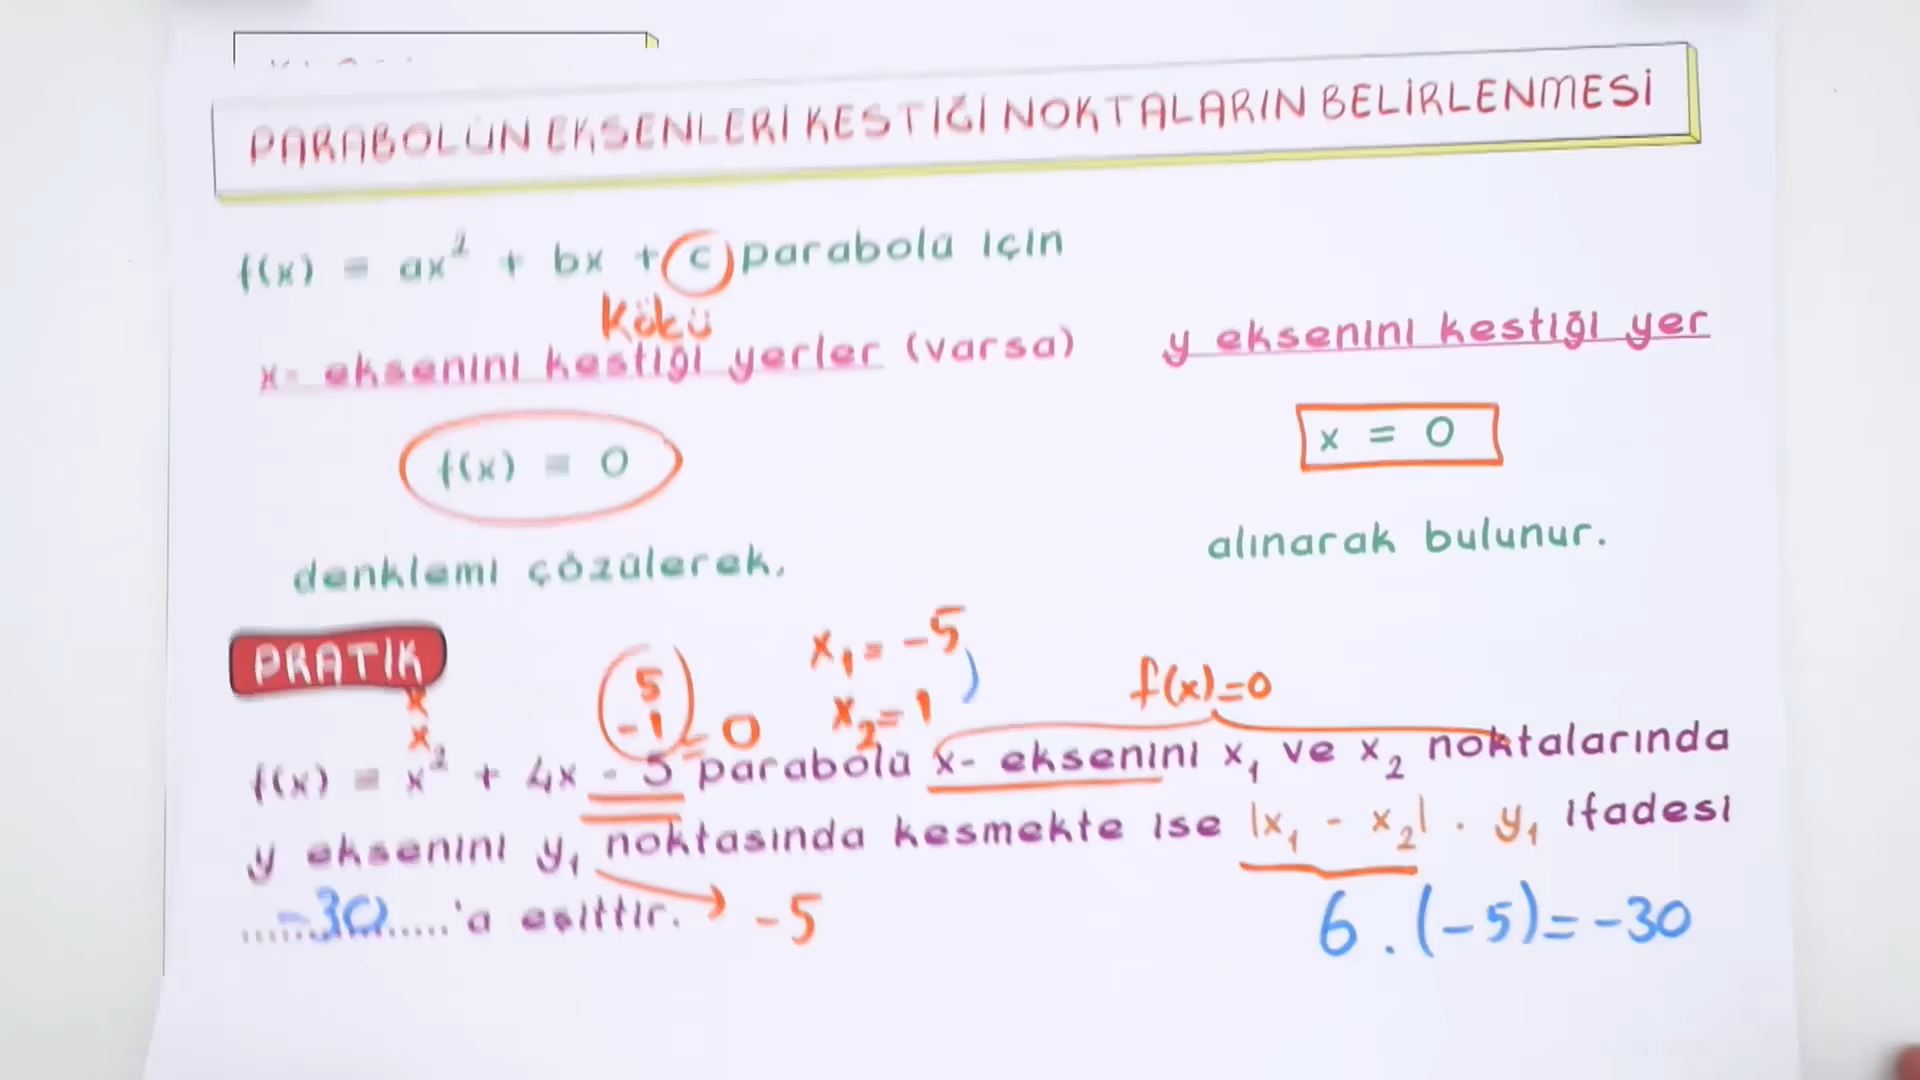 PARABOLÜN EKSENLERİ KESTİĞİ NOKTALARIN BELİRLENMESİ
f(x) = ax² + bx + c parabolü için
Kökü
x- eksenini kestiği yerler (varsa)
y eksenini kestiği yer
f(x) = 0
x = 0
denklemi çözülerek,
alınarak bulunur.
PRATİK
x
x
5
-1
= 0
x₁ = -5
x₂ = 1
f(x)=0
f(x) = x² + 4x - 5 parabolü x- eksenini x₁ ve x₂ noktalarında
y eksenini y₁ noktasında kesmekte ise |x₁ - x₂| . y₁ ifadesi
.....-30.....'a eşittir.
-5
6 . (-5) = -30